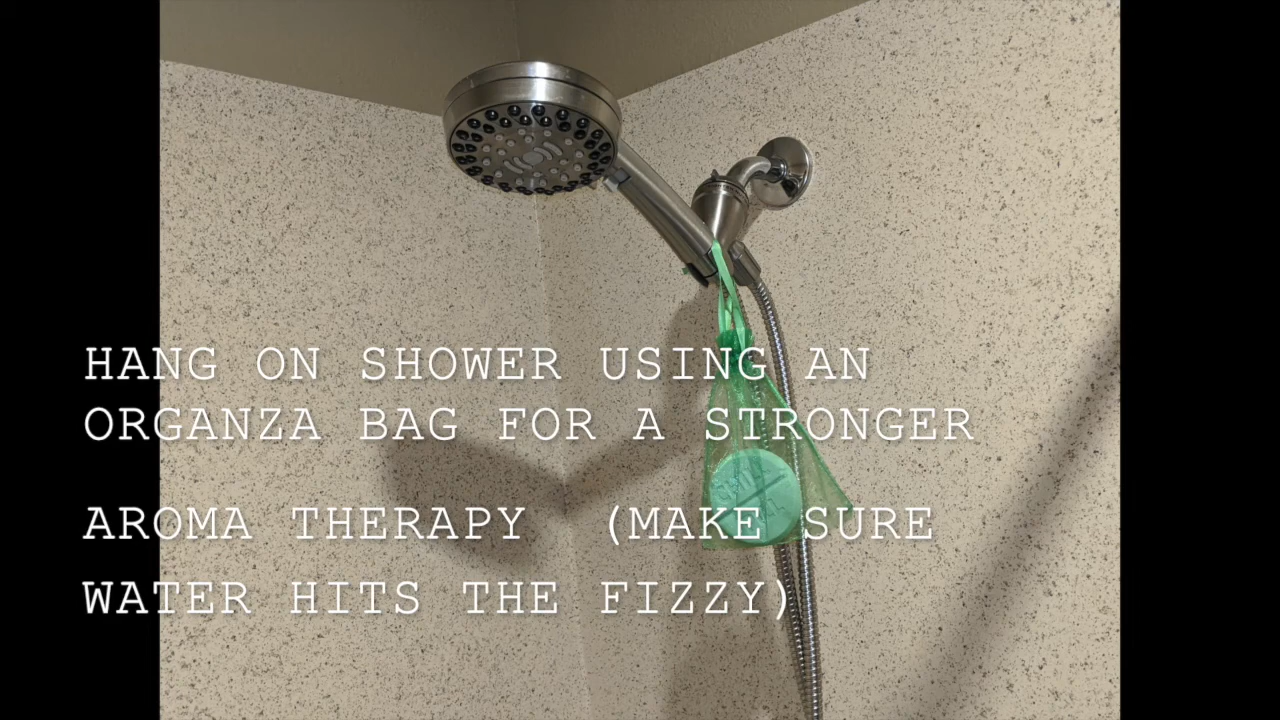 HANG ON SHOWER USING AN
ORGANZA BAG FOR A STRONGER
AROMA THERAPY (MAKE SURE
WATER HITS THE FIZZY)